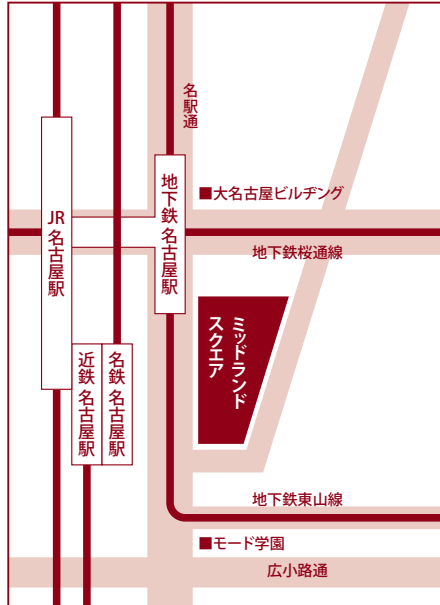 名駅通
■大名古屋ビルヂング
地下鉄 名古屋駅
JR 名古屋駅
地下鉄桜通線
ミッドランド
スクエア
名鉄 名古屋駅
近鉄 名古屋駅
地下鉄東山線
■モード学園
広小路通